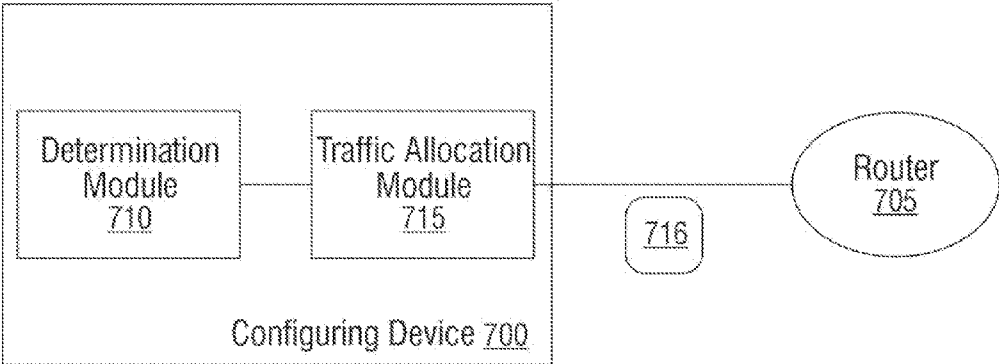 Determination
Module
710
Traffic Allocation
Module
715
716
Router
705
Configuring Device 700